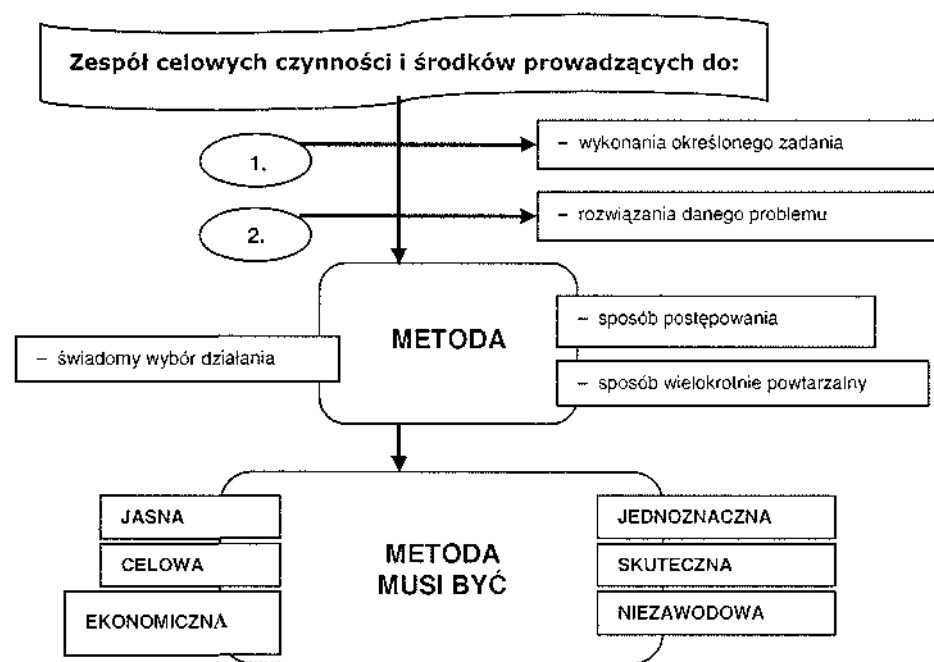 Zespół celowych czynności i środków prowadzących do:
1.
– wykonania określonego zadania
2.
– rozwiązania danego problemu
METODA
– sposób postępowania
– świadomy wybór działania
– sposób wielokrotnie powtarzalny
JASNA
JEDNOZNACZNA
METODA
MUSI BYĆ
CELOWA
SKUTECZNA
EKONOMICZNA
NIEZAWODOWA